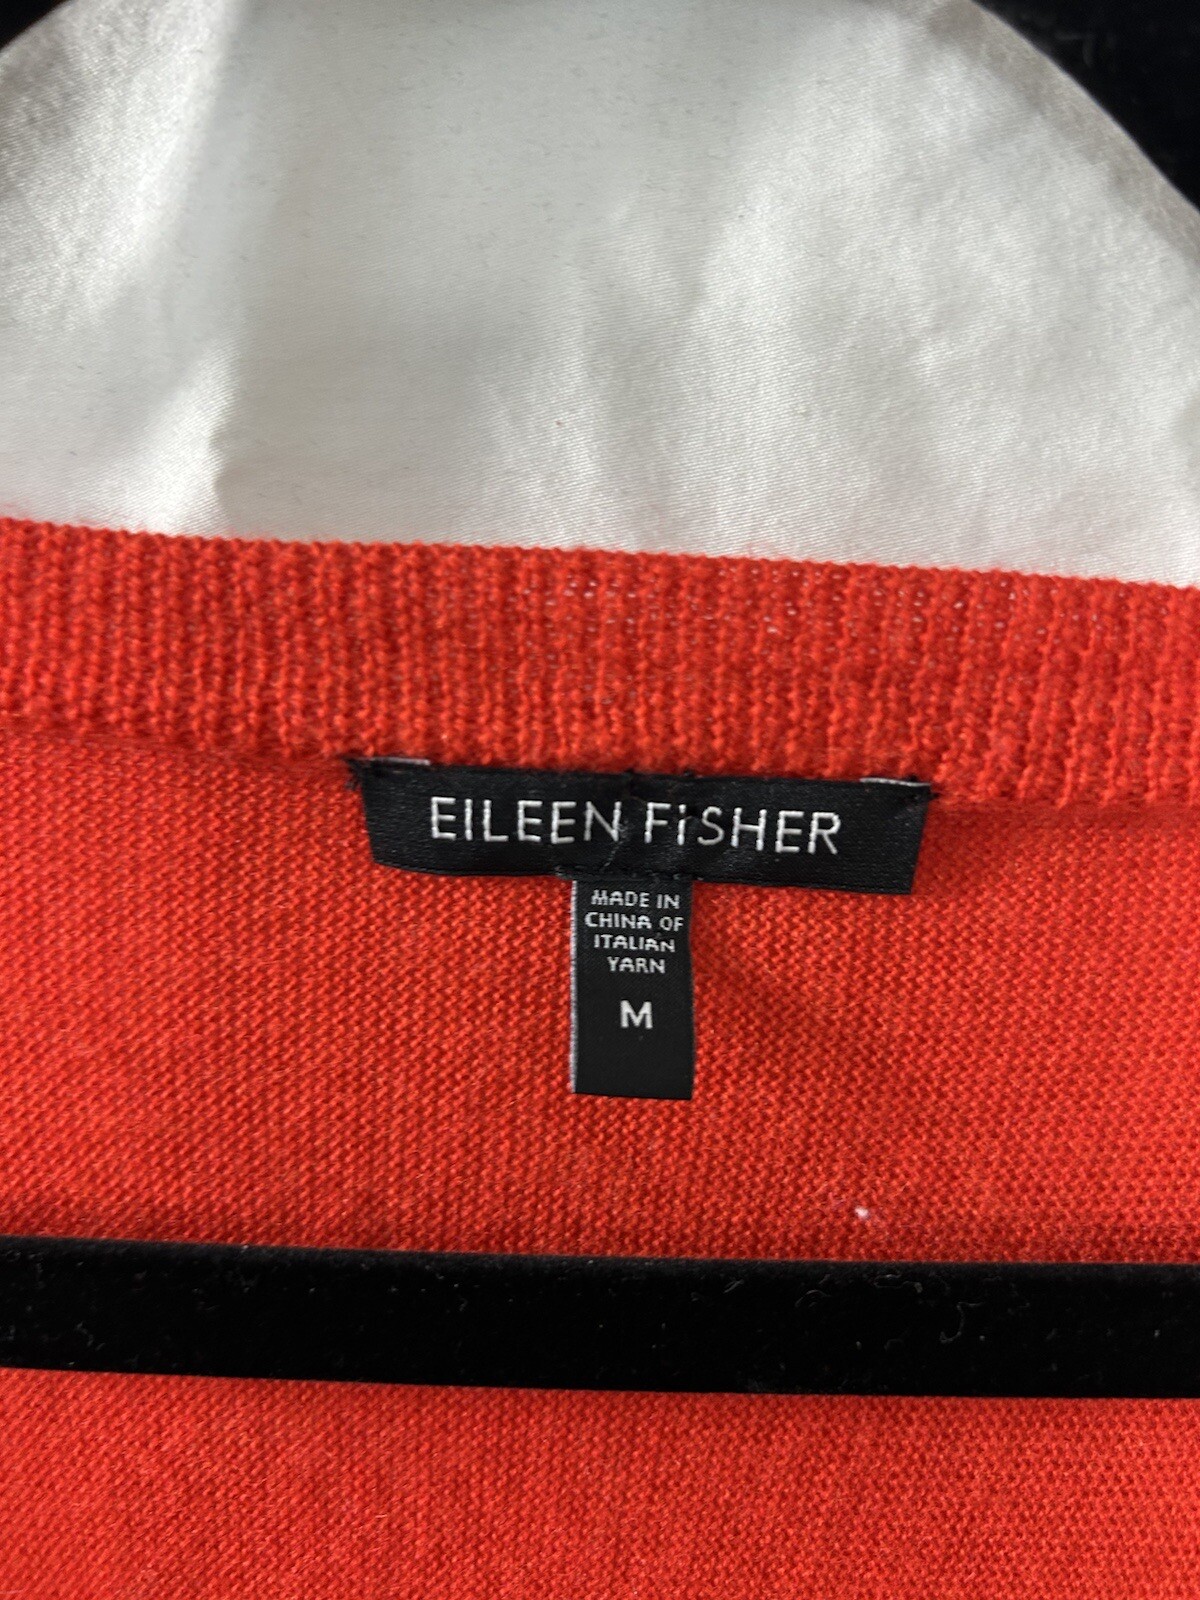 EILEEN FISHER
MADE IN
CHINA OF
ITALIAN
YARN
M